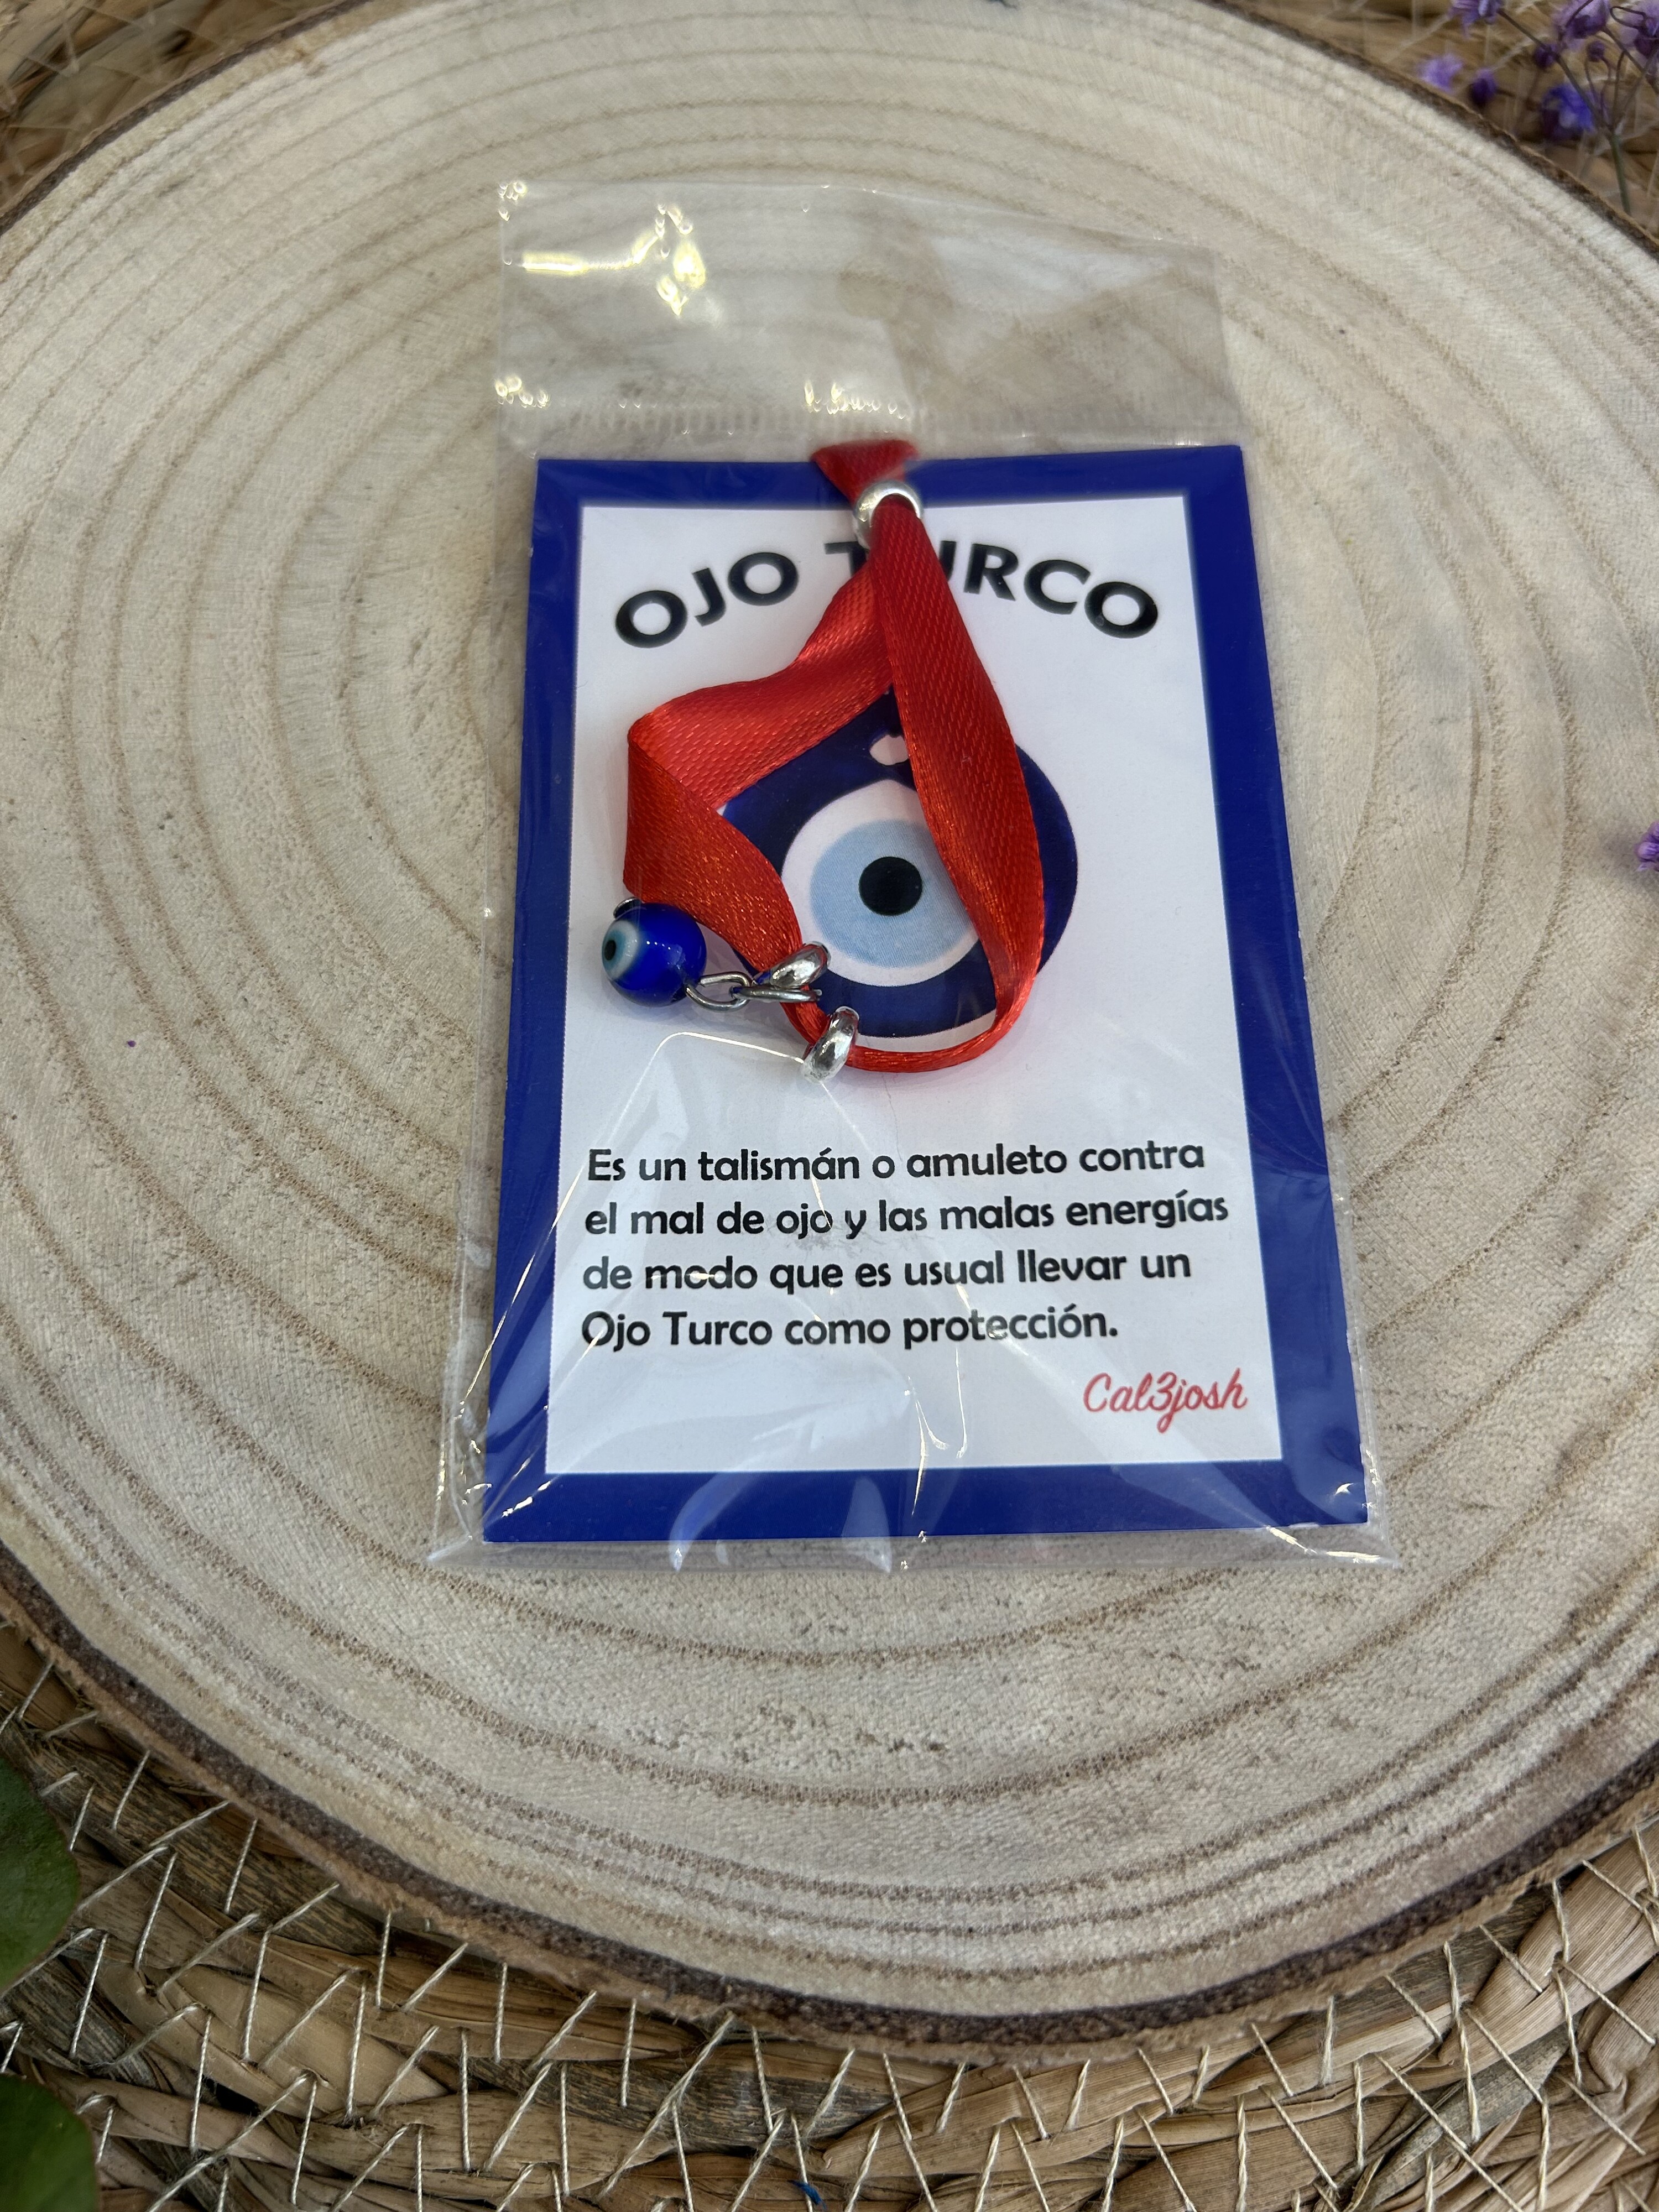 OJO TURCO
Es un talismán o amuleto contra
el mal de ojo y las malas energías
de modo que es usual llevar un
Ojo Turco como protección.
Cal3josh